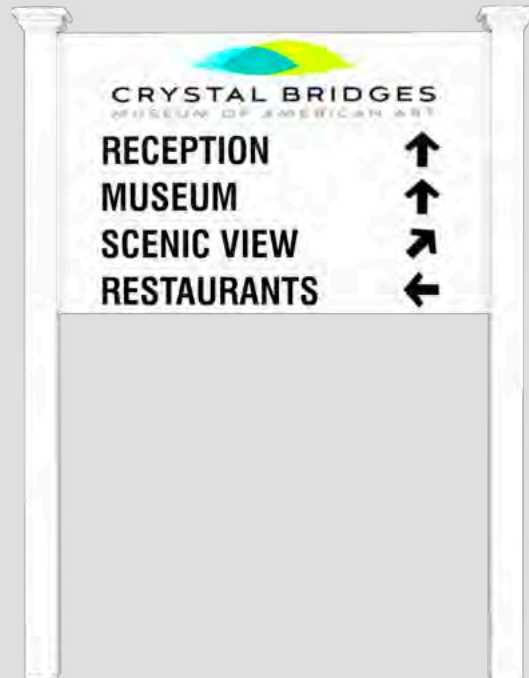 CRYSTAL BRIDGES
MUSEUM OF AMERICAN ART
RECEPTION ↑
MUSEUM ↑
SCENIC VIEW ↗
RESTAURANTS ←